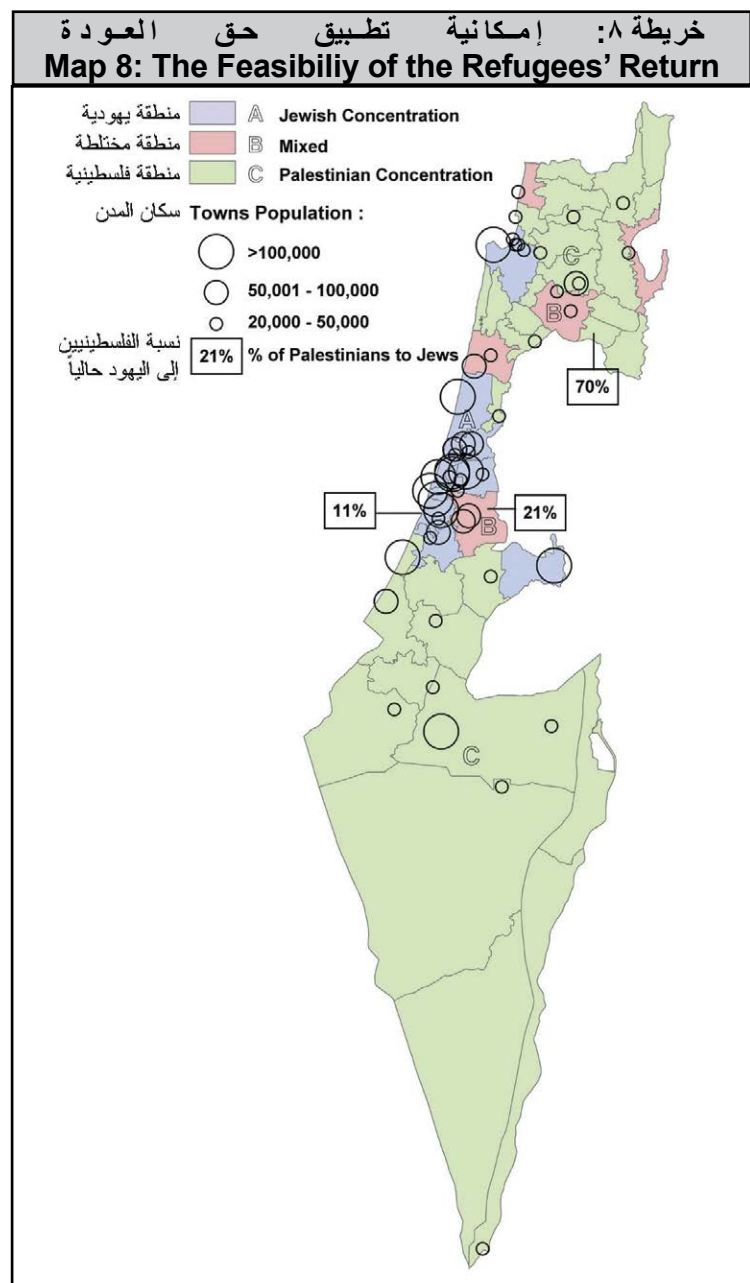 خريطة ٨: إمكانية تطبيق حق العودة
Map 8: The Feasibiliy of the Refugees' Return
منطقة يهودية A Jewish Concentration
منطقة مختلطة B Mixed
منطقة فلسطينية C Palestinian Concentration
سكان المدن Towns Population :
>100,000
50,001 - 100,000
20,000 - 50,000
نسبة الفلسطينيين
إلى اليهود حالياً
21% % of Palestinians to Jews
C
B
70%
A
11%
21%
B
C